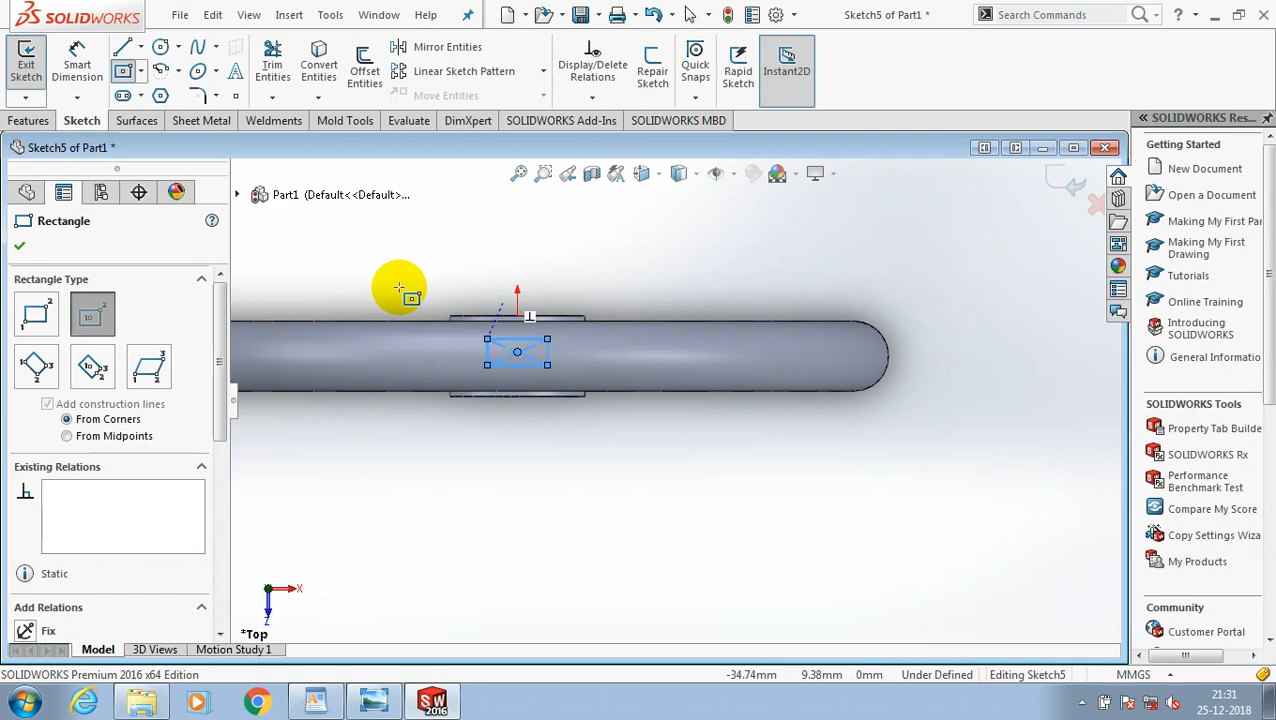 SOLIDWORKS File Edit View Insert Tools Window Help Sketch5 of Part1 * Search Commands ?
Exit Sketch
Smart Dimension
Trim Entities
Convert Entities
Offset Entities
Mirror Entities
Linear Sketch Pattern
Move Entities
Display/Delete Relations
Repair Sketch
Quick Snaps
Rapid Sketch
Instant2D
Features Sketch Surfaces Sheet Metal Weldments Mold Tools Evaluate DimXpert SOLIDWORKS Add-Ins SOLIDWORKS MBD
Sketch5 of Part1 *
Rectangle
Rectangle Type
Add construction lines
From Corners
From Midpoints
Existing Relations
Static
Add Relations
Fix
Part1 (Default<<Default>...
X
Z
*Top
SOLIDWORKS Res...
Getting Started
New Document
Open a Document
Making My First Par
Making My First Drawing
Tutorials
Online Training
Introducing SOLIDWORKS
General Informatio
SOLIDWORKS Tools
Property Tab Builde
SOLIDWORKS Rx
Performance Benchmark Test
Compare My Score
Copy Settings Wiza
My Products
Community
Customer Portal
Model 3D Views Motion Study 1
SOLIDWORKS Premium 2016 x64 Edition -34.74mm 9.38mm 0mm Under Defined Editing Sketch5 MMGS
SW 2016
21:31
25-12-2018